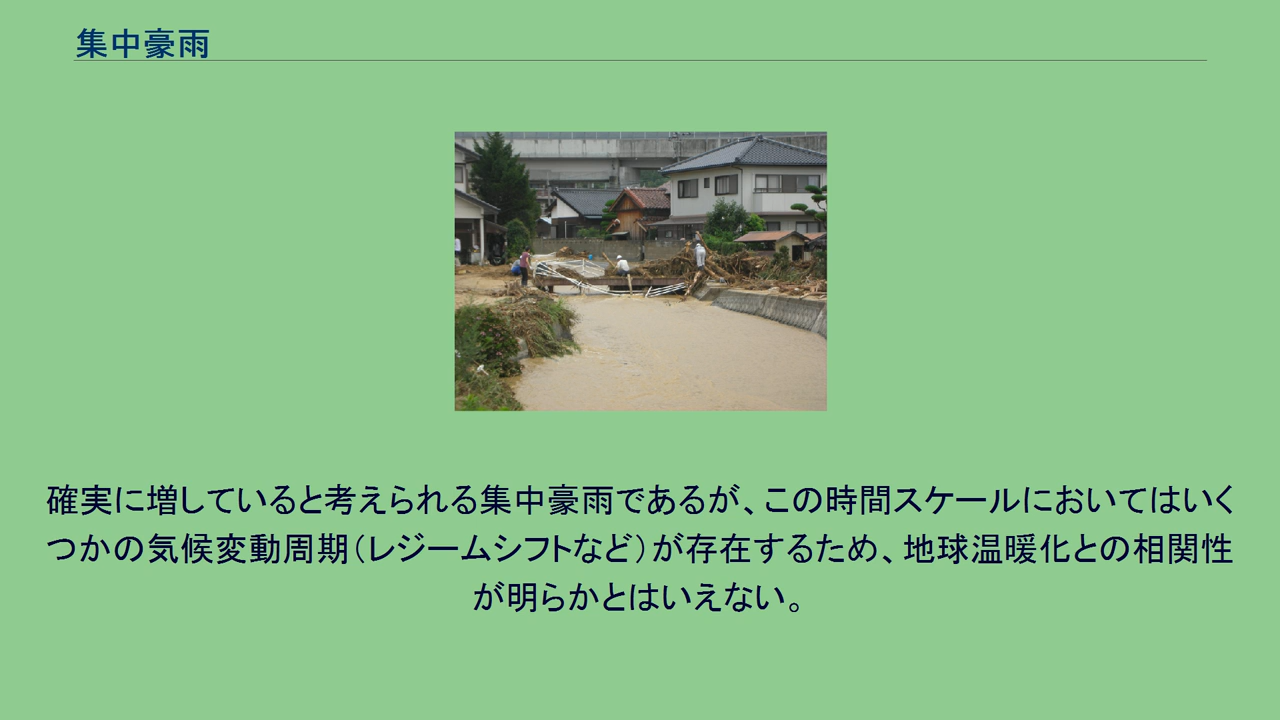 集中豪雨
確実に増していると考えられる集中豪雨であるが、この時間スケールにおいてはいく
つかの気候変動周期（レジームシフトなど）が存在するため、地球温暖化との相関性
が明らかとはいえない。